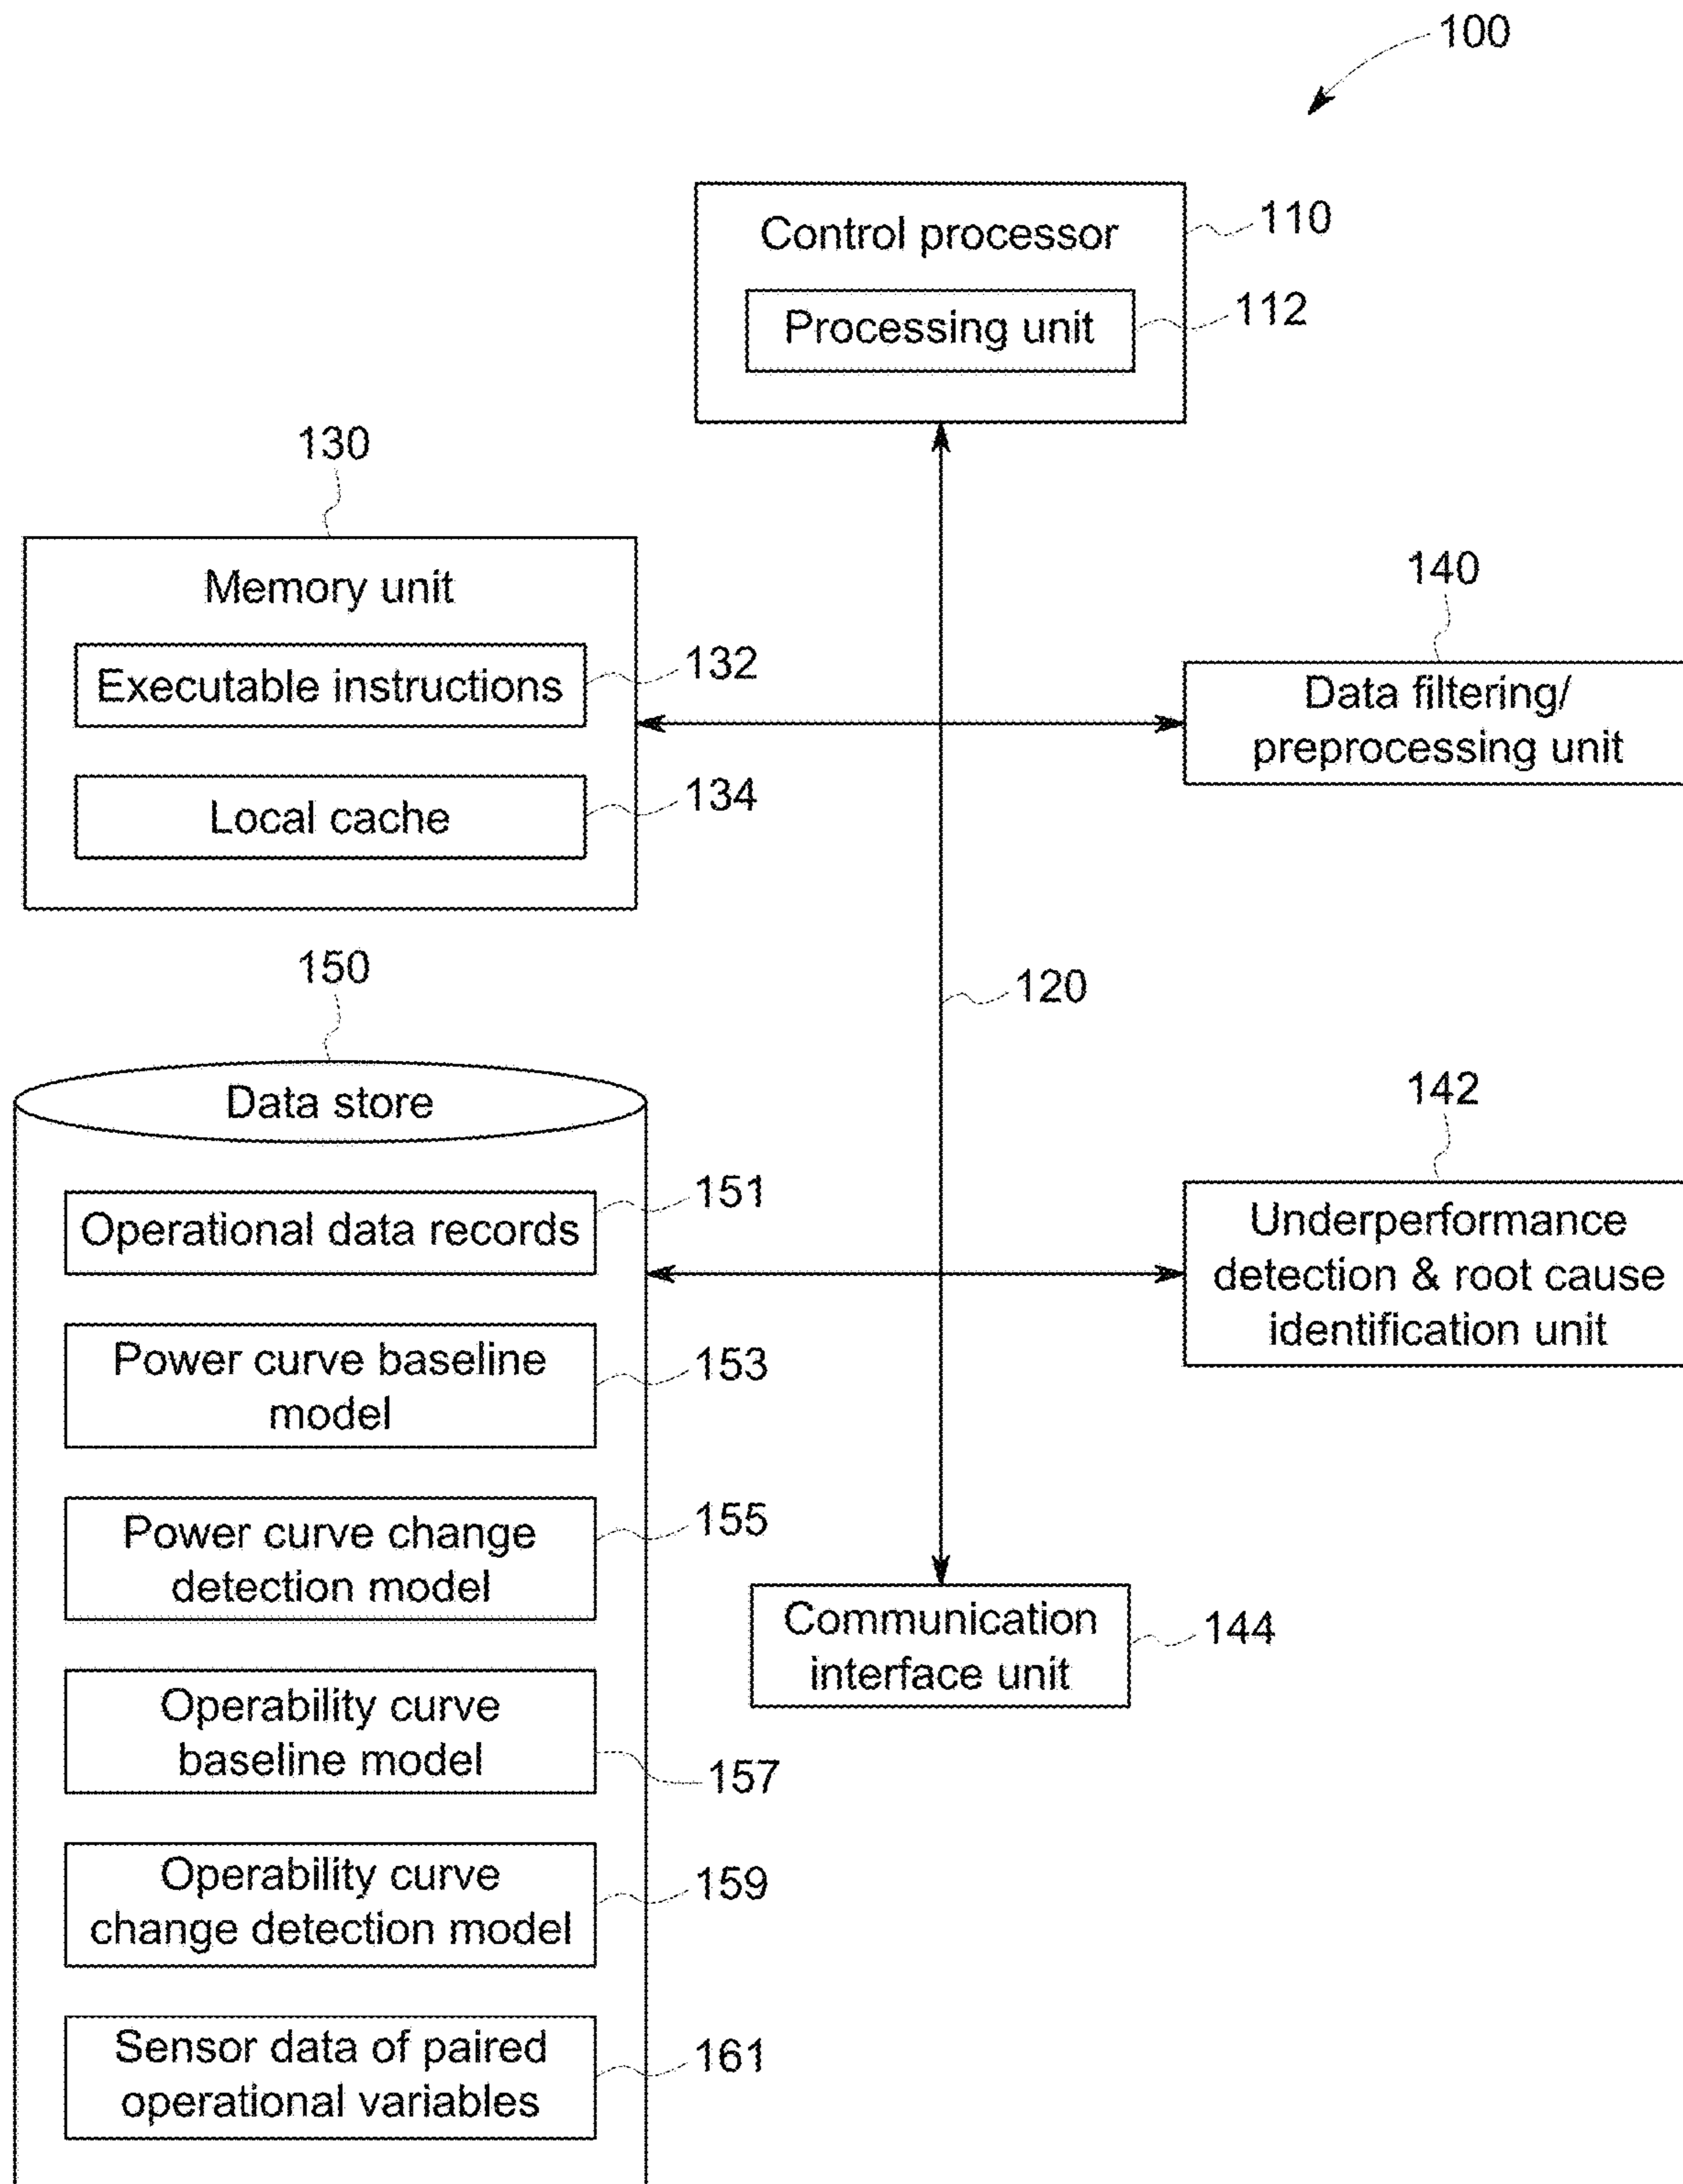 100
Control processor
110
Processing unit
112
130
Memory unit
Executable instructions
132
Local cache
134
140
Data filtering/
preprocessing unit
150
120
Data store
Operational data records
151
Power curve baseline
model
153
Power curve change
detection model
155
Operability curve
baseline model
157
Operability curve
change detection model
159
Sensor data of paired
operational variables
161
142
Underperformance
detection & root cause
identification unit
Communication
interface unit
144